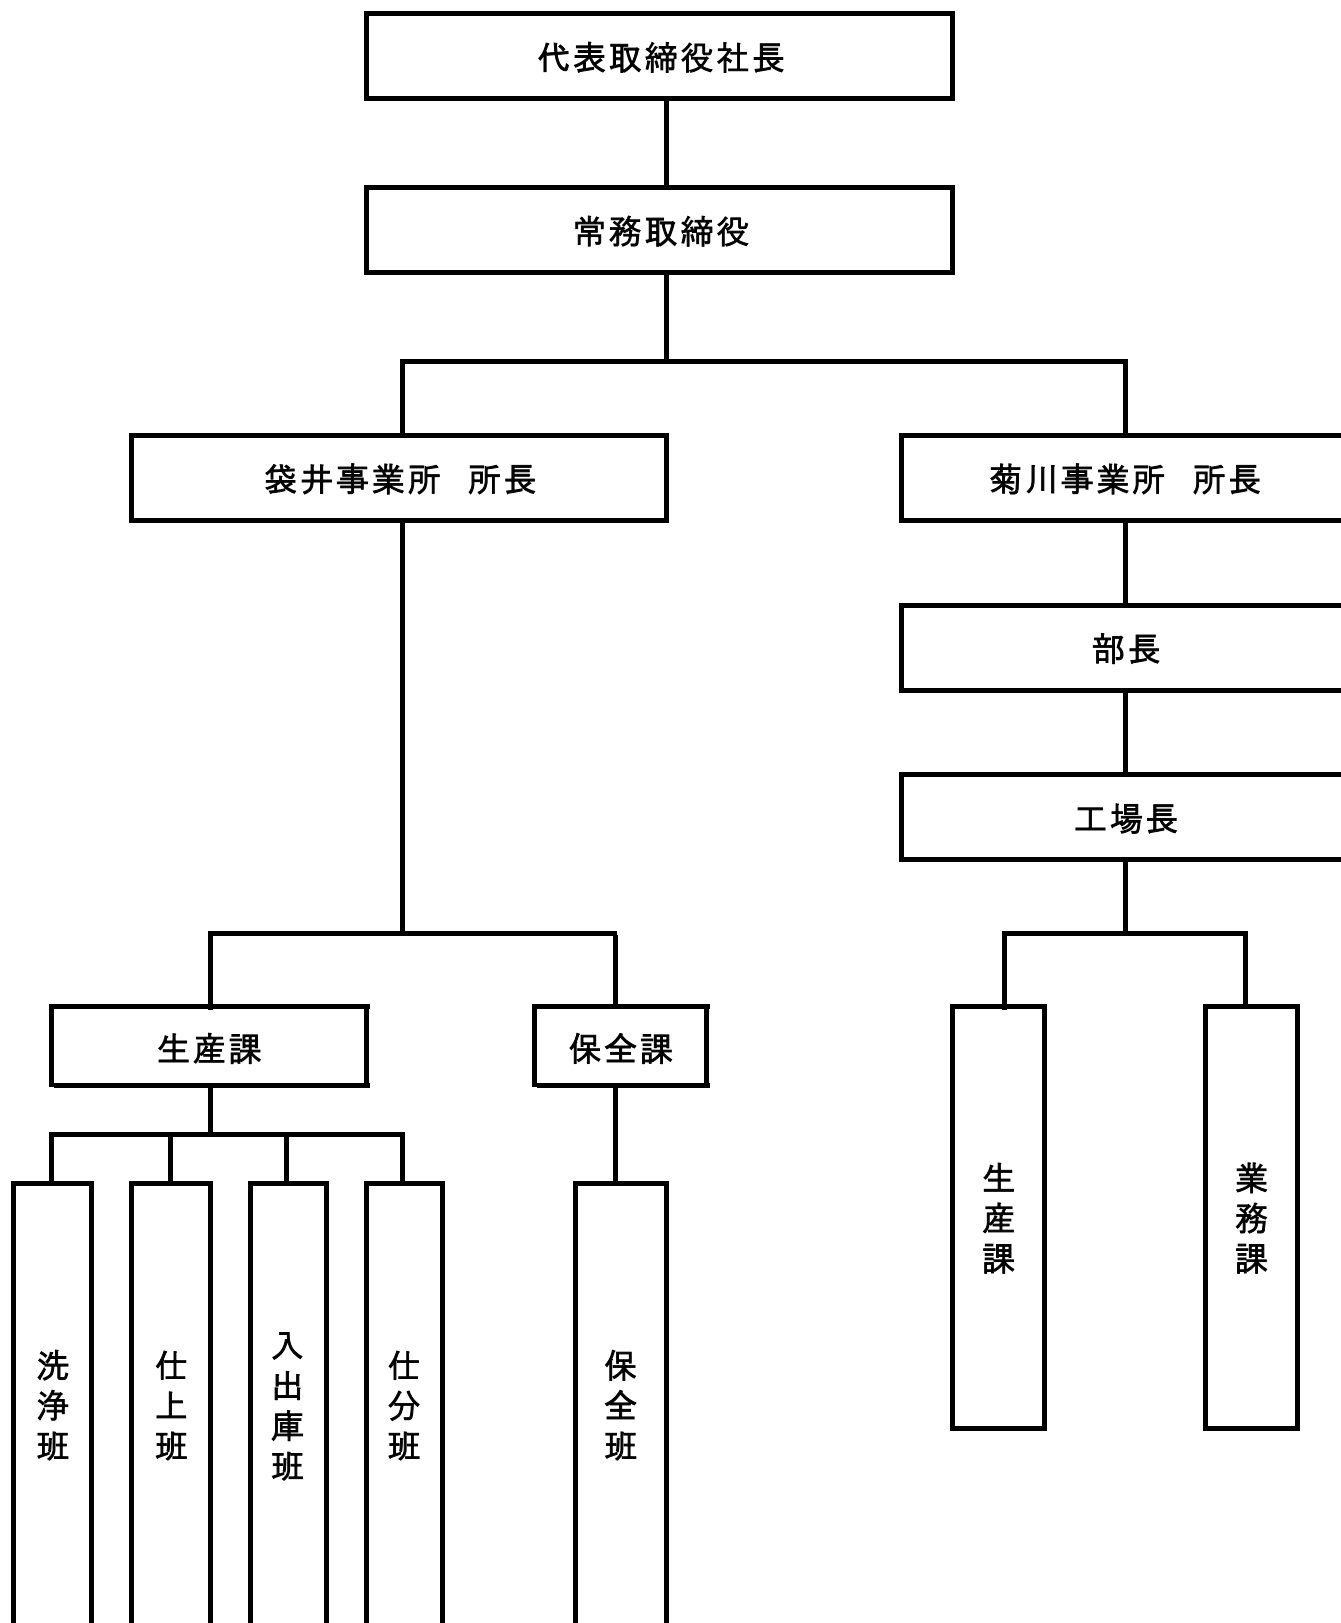 代表取締役社長
常務取締役
袋井事業所　所長
菊川事業所　所長
部長
工場長
生産課
保全課
生産課
業務課
洗浄班
仕上班
入出庫班
仕分班
保全班